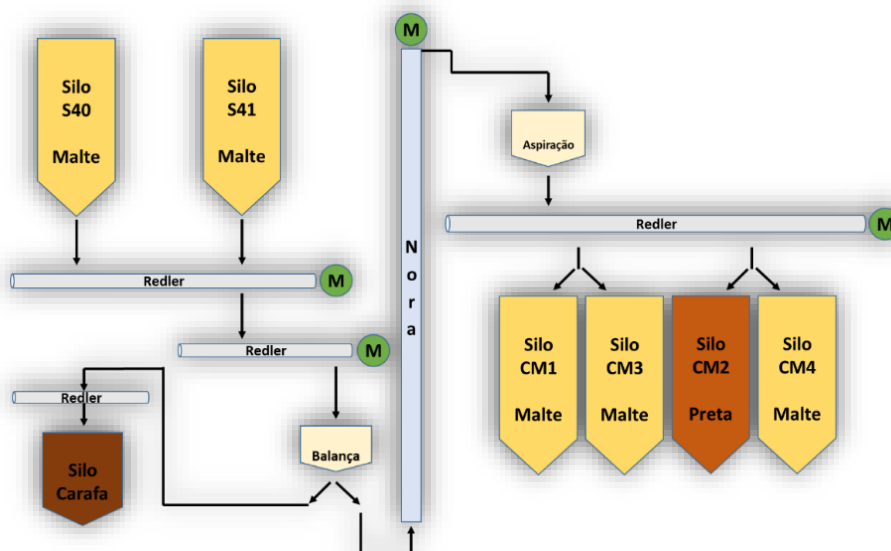 M
Silo
S40
Malte
Silo
S41
Malte
Aspiração
Redler
M
Nora
Redler
M
Redler
M
Redler
Silo
CM1
Malte
Silo
CM3
Malte
Silo
CM2
Preta
Silo
CM4
Malte
Balança
Silo
Carafa